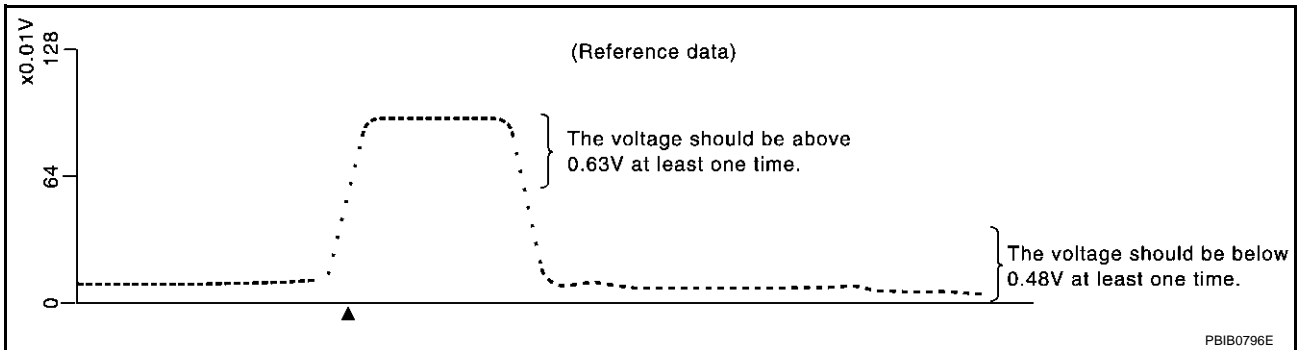 x0.01V
128
64
0
(Reference data)
The voltage should be above
0.63V at least one time.
The voltage should be below
0.48V at least one time.
PBIB0796E